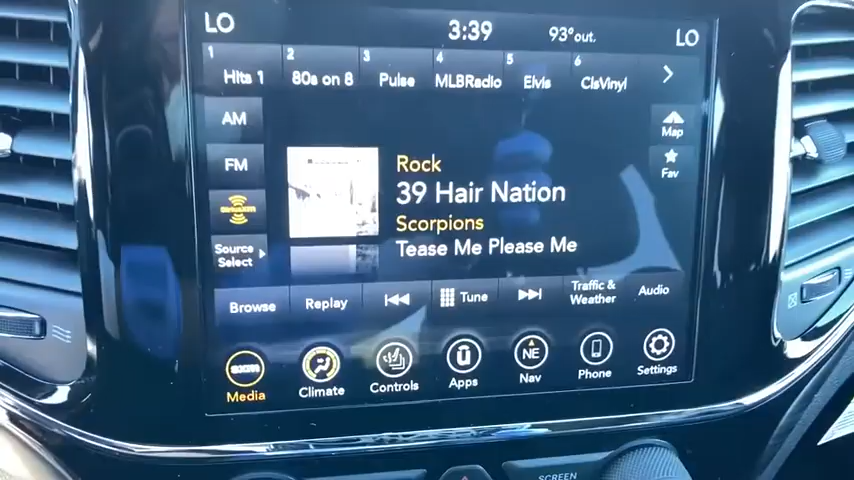 LO 3:39 93°out. LO
1 2 3 4 5 6
Hits 1 80s on 8 Pulse MLBRadio Elvis ClsVinyl
AM
Map
FM
Rock
Fav
39 Hair Nation
SiriusXM
Scorpions
Source
Select
Tease Me Please Me
Browse Replay Tune Traffic &
Weather Audio
SXM NE
Media Climate Controls Apps Nav Phone Settings
SCREEN